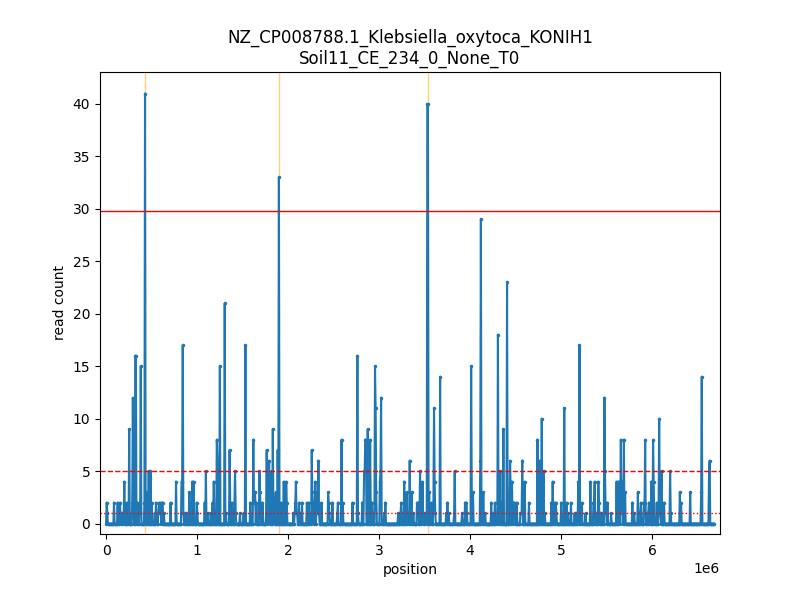 NZ_CP008788.1_Klebsiella_oxytoca_KONIH1
Soil11_CE_234_0_None_T0
40
35
30
25
20
15
10
5
0
read count
0 1 2 3 4 5 6
1e6
position